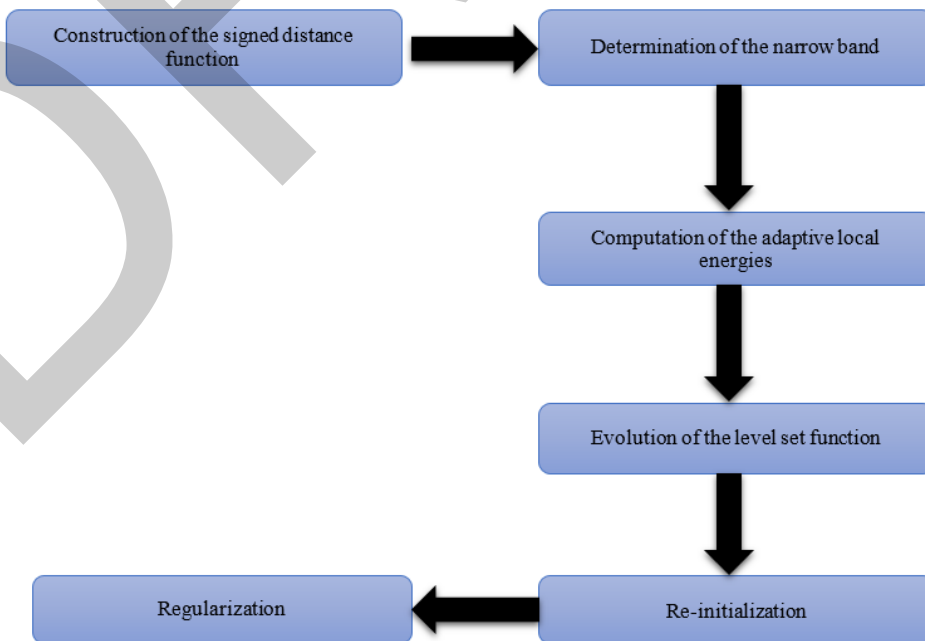 Construction of the signed distance
function
Determination of the narrow band
Computation of the adaptive local
energies
Evolution of the level set function
Re-initialization
Regularization